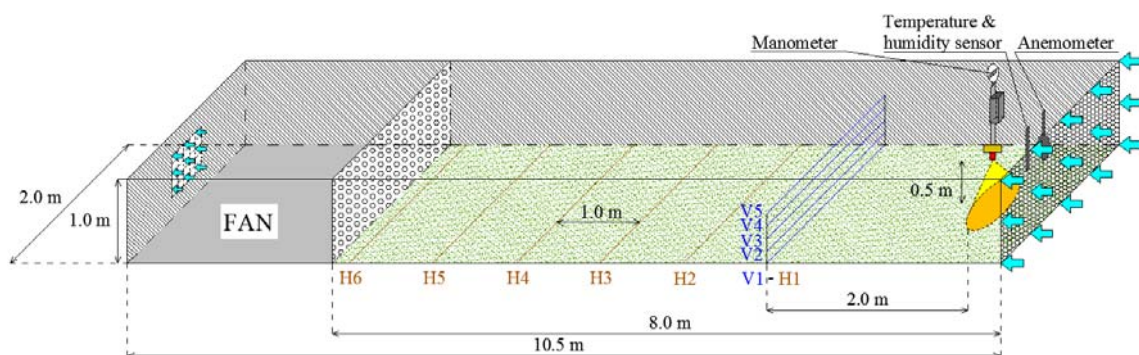 Temperature &
Manometer humidity sensor Anemometer
2.0 m
1.0 m
FAN
1.0 m
0.5 m
V5
V4
V3
V2
H6 H5 H4 H3 H2 V1-H1
2.0 m
8.0 m
10.5 m